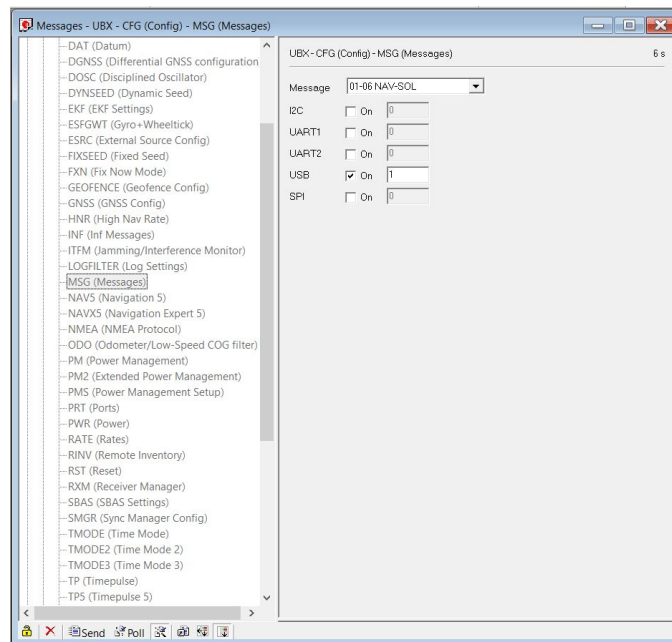 Messages - UBX - CFG (Config) - MSG (Messages)
DAT (Datum)
DGNSS (Differential GNSS configuration
DOSC (Disciplined Oscillator)
DYNSEED (Dynamic Seed)
EKF (EKF Settings)
ESFGWT (Gyro+Wheeltick)
ESRC (External Source Config)
FIXSEED (Fixed Seed)
FXN (Fix Now Mode)
GEOFENCE (Geofence Config)
GNSS (GNSS Config)
HNR (High Nav Rate)
INF (Inf Messages)
ITFM (Jamming/Interference Monitor)
LOGFILTER (Log Settings)
MSG (Messages)
NAV5 (Navigation 5)
NAVX5 (Navigation Expert 5)
NMEA (NMEA Protocol)
ODO (Odometer/Low-Speed COG filter)
PM (Power Management)
PM2 (Extended Power Management)
PMS (Power Management Setup)
PRT (Ports)
PWR (Power)
RATE (Rates)
RINV (Remote Inventory)
RST (Reset)
RXM (Receiver Manager)
SBAS (SBAS Settings)
SMGR (Sync Manager Config)
TMODE (Time Mode)
TMODE2 (Time Mode 2)
TMODE3 (Time Mode 3)
TP (Timepulse)
TP5 (Timepulse 5)
UBX - CFG (Config) - MSG (Messages) 6 s
Message 01-06 NAV-SOL
I2C On 0
UART1 On 0
UART2 On 0
USB On 1
SPI On 0
Send Poll